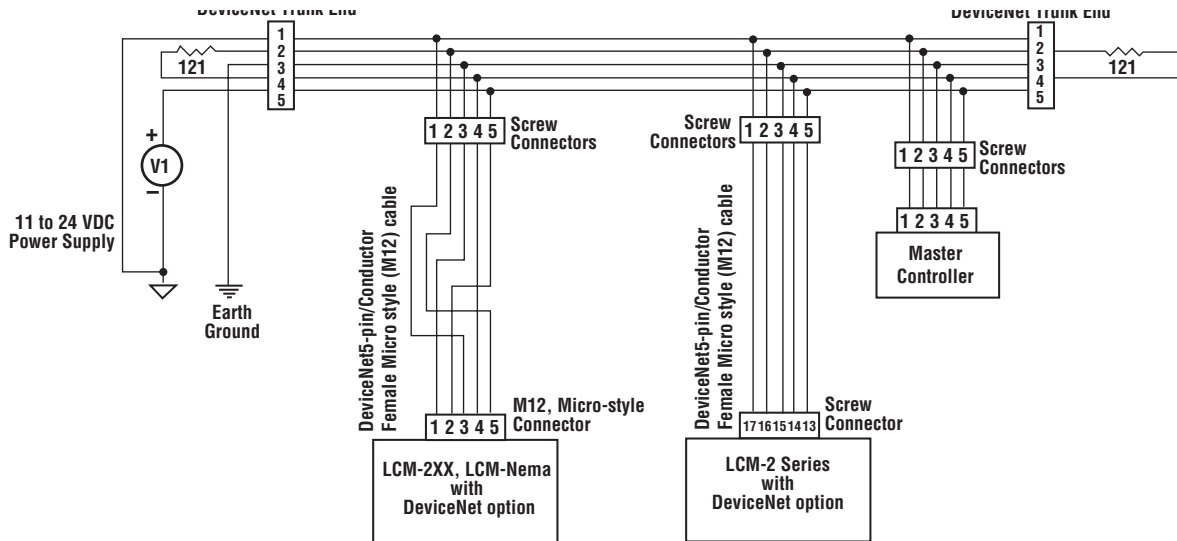 DeviceNet Trunk End
DeviceNet Trunk End
1
2
3
4
5
1
2
3
4
5
121
121
+
V1
−
11 to 24 VDC
Power Supply
Earth
Ground
1 2 3 4 5
Screw
Connectors
Screw
Connectors
1 2 3 4 5
1 2 3 4 5
Screw
Connectors
1 2 3 4 5
Master
Controller
DeviceNet5-pin/Conductor
Female Micro style (M12) cable
DeviceNet5-pin/Conductor
Female Micro style (M12) cable
1 2 3 4 5
M12, Micro-style
Connector
17 16 15 14 13
Screw
Connector
LCM-2XX, LCM-Nema
with
DeviceNet option
LCM-2 Series
with
DeviceNet option